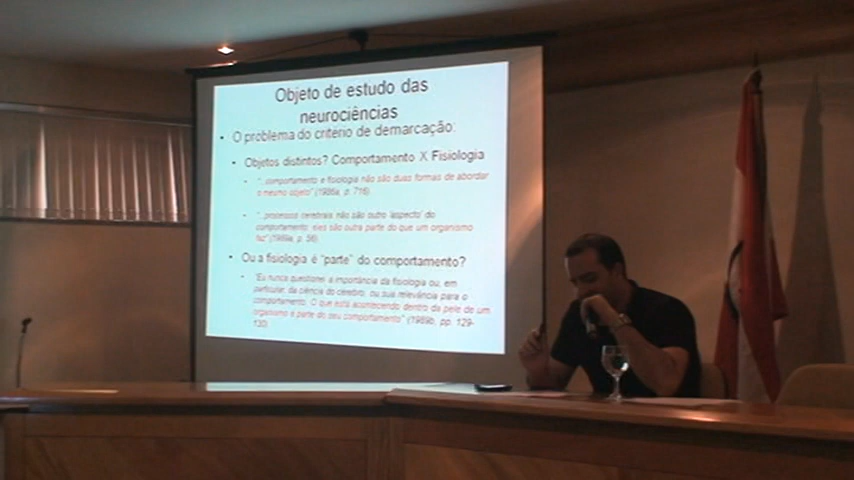 Objeto de estudo das
neurociências
• O problema do critério de demarcação:
• Objetos distintos? Comportamento X Fisiologia
- "...comportamento e fisiologia não são duas formas de abordar
o mesmo objeto" (1986a, p. 716)
- "...processos cerebrais não são outro 'aspecto' do
comportamento: eles são outra parte do que um organismo
faz" (1989a, p. 56)
• Ou a fisiologia é "parte" do comportamento?
- "Eu nunca questionei a importância da fisiologia ou, em
particular, da ciência do cérebro, ou sua relevância para o
comportamento. O que está acontecendo dentro da pele de um
organismo é parte do seu comportamento" (1989b, pp. 129-
130)